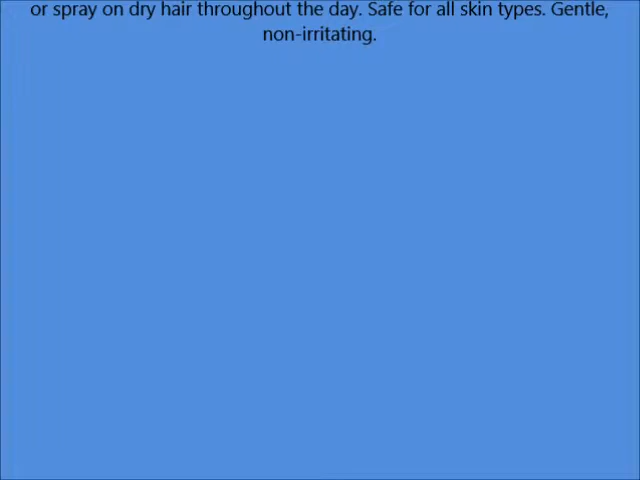 or spray on dry hair throughout the day. Safe for all skin types. Gentle,
non-irritating.